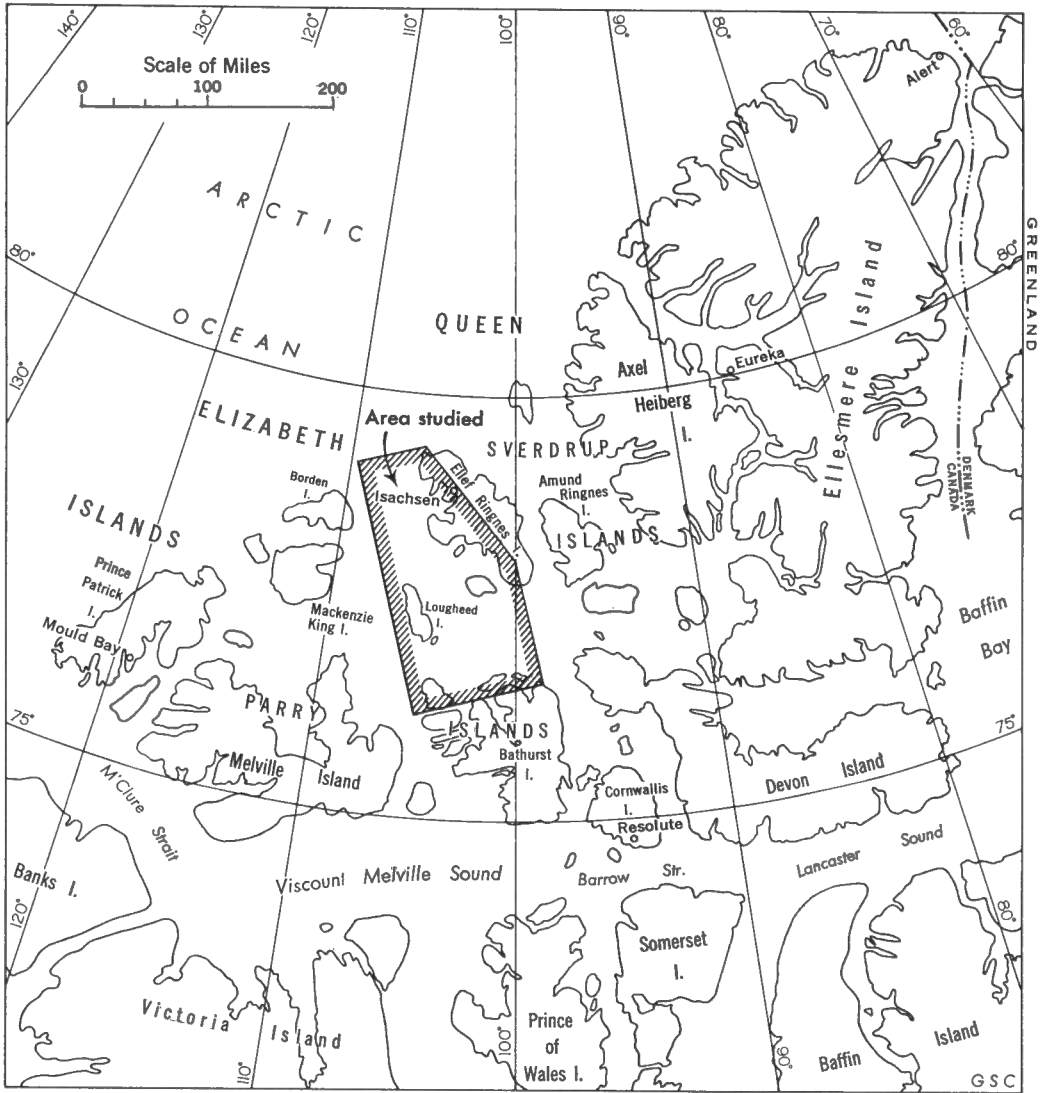 140°
130°
120°
110°
100°
90°
80°
70°
60°
Scale of Miles
0 100 200
Alert
ARCTIC
OCEAN
80°
80°
GREENLAND
QUEEN
ELIZABETH
ISLANDS
130°
Axel
Heiberg
I.
Eureka
Ellesmere Island
Area studied
SVERDRUP
ISLANDS
Isachsen
Ellef Ringnes I.
Amund
Ringnes
I.
DENMARK
CANADA
Borden
I.
Prince
Patrick
I.
Mould Bay
Mackenzie
King I.
Lougheed
I.
Baffin
Bay
PARRY
ISLANDS
75°
75°
Melville Island
Bathurst
I.
Cornwallis
I.
Resolute
Devon Island
M'Clure Strait
Viscount Melville Sound
Barrow Str.
Lancaster Sound
Banks I.
120°
Somerset
I.
80°
Victoria Island
110°
100°
Prince
of
Wales I.
90°
Baffin Island
GSC